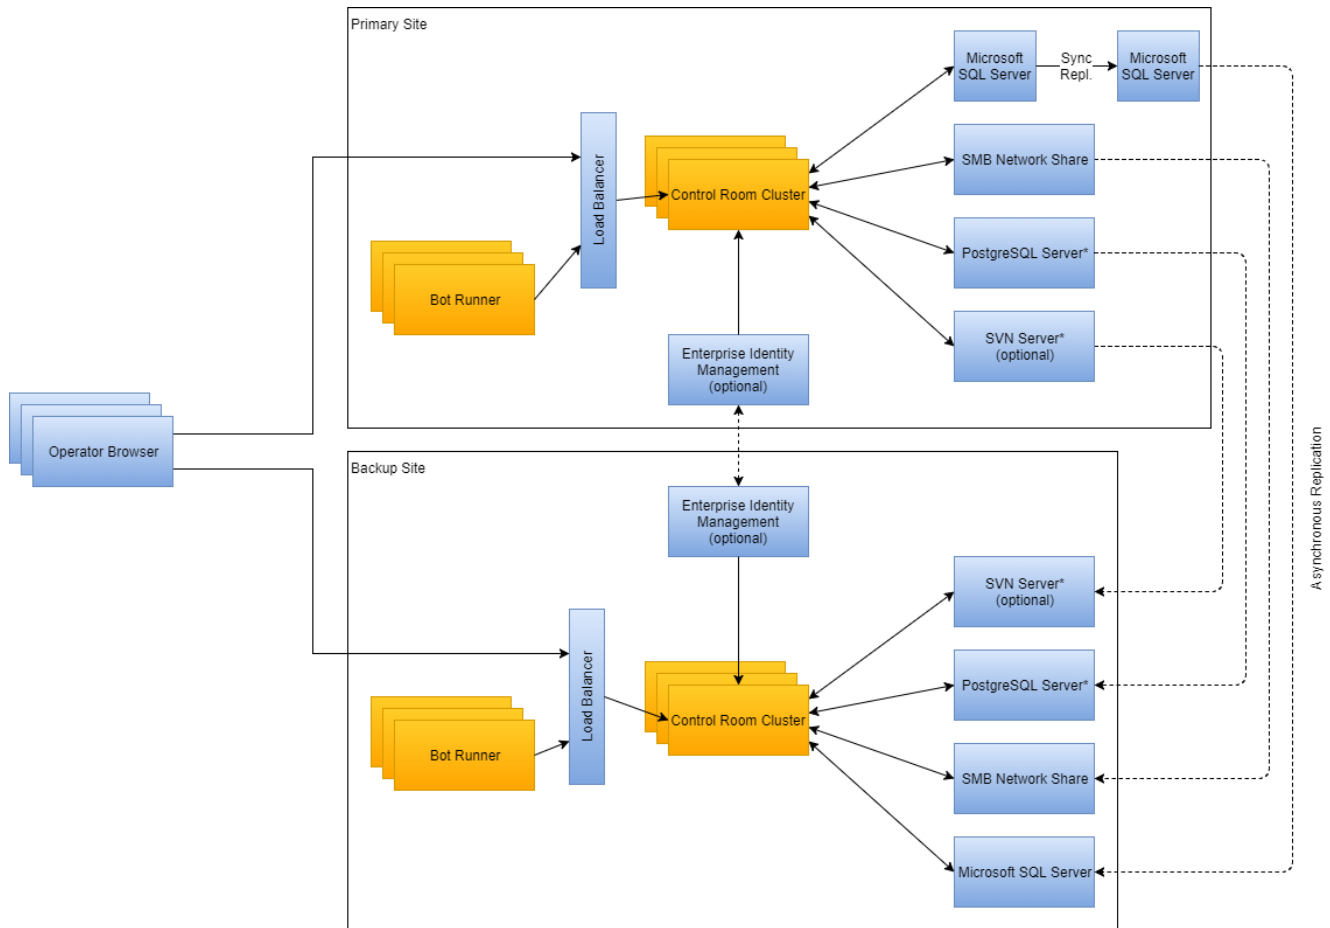 Primary Site
Microsoft
SQL Server
Sync
Repl.
Microsoft
SQL Server
SMB Network Share
Load Balancer
Control Room Cluster
PostgreSQL Server*
Bot Runner
SVN Server*
(optional)
Enterprise Identity
Management
(optional)
Operator Browser
Asynchronous Replication
Backup Site
Enterprise Identity
Management
(optional)
SVN Server*
(optional)
Load Balancer
PostgreSQL Server*
Control Room Cluster
Bot Runner
SMB Network Share
Microsoft SQL Server